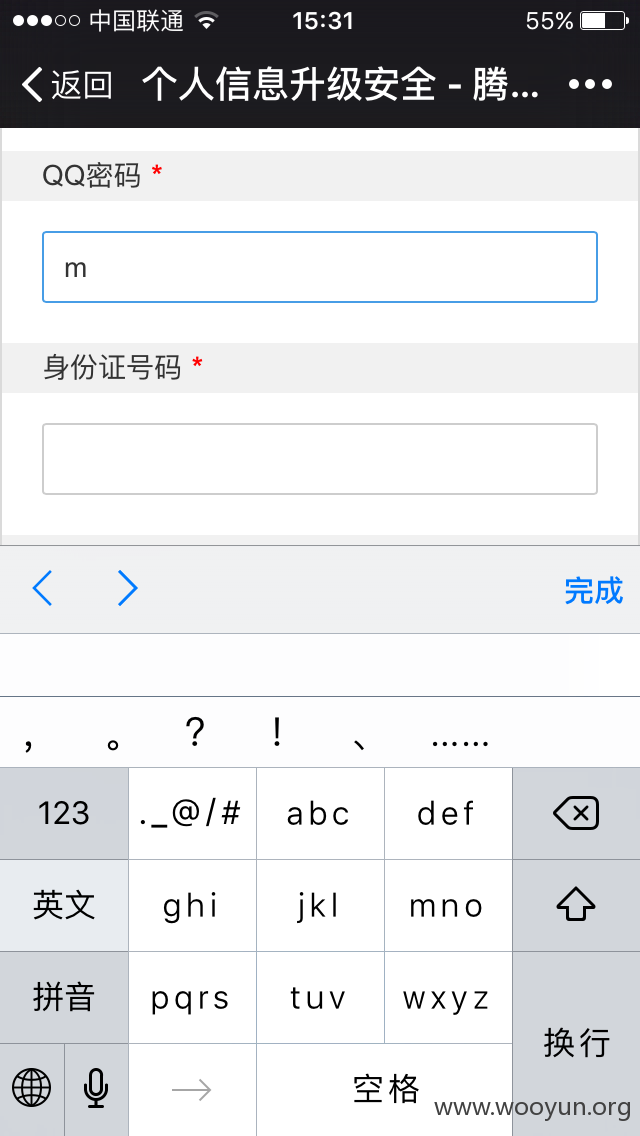 中国联通 15:31 55%
返回 个人信息升级安全 - 腾... •••
QQ密码 *
m
身份证号码 *
完成
， 。 ? ! 、 ……
123 ._@/# abc def
英文 ghi jkl mno
拼音 pqrs tuv wxyz
换行
空格
www.wooyun.org